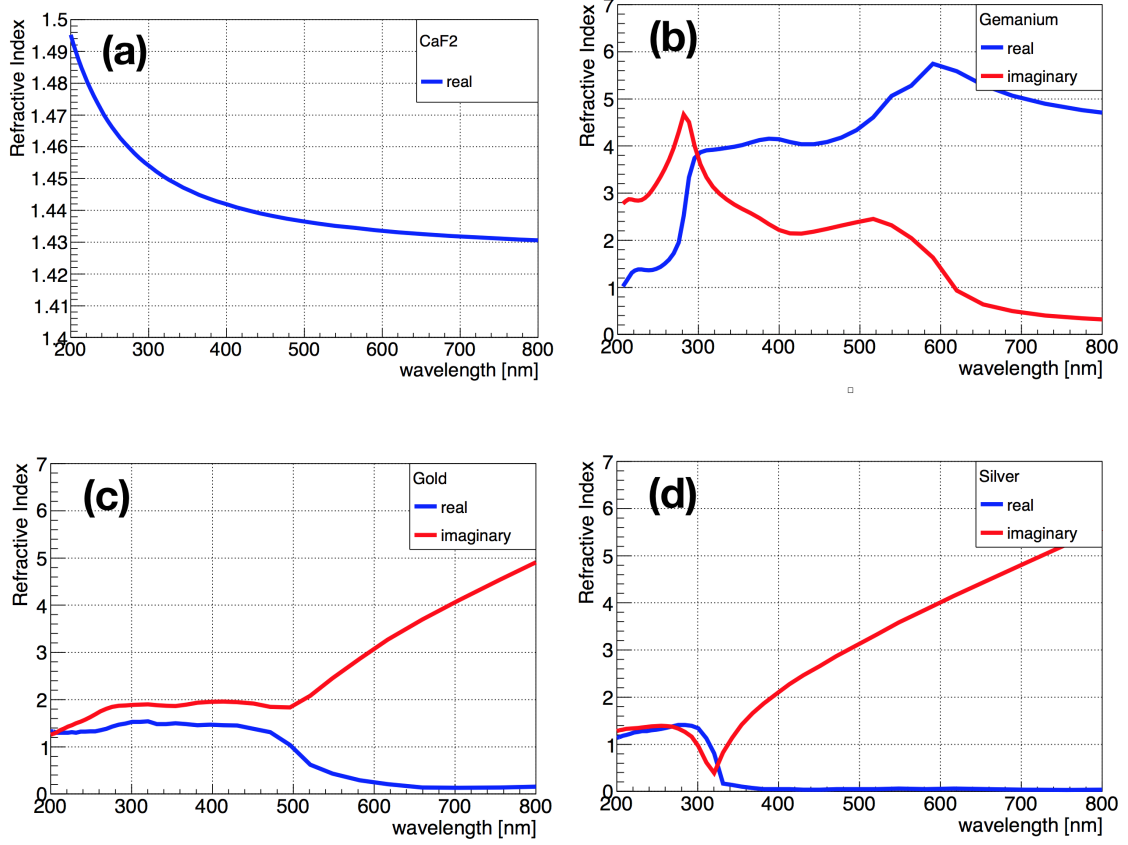 (a)
CaF2
real
Refractive Index
1.5
1.49
1.48
1.47
1.46
1.45
1.44
1.43
1.42
1.41
1.4
200 300 400 500 600 700 800
wavelength [nm]
(b)
Gemanium
real
imaginary
Refractive Index
7
6
5
4
3
2
1
0
200 300 400 500 600 700 800
wavelength [nm]
(c)
Gold
real
imaginary
Refractive Index
7
6
5
4
3
2
1
0
200 300 400 500 600 700 800
wavelength [nm]
(d)
Silver
real
imaginary
Refractive Index
7
6
5
4
3
2
1
0
200 300 400 500 600 700 800
wavelength [nm]